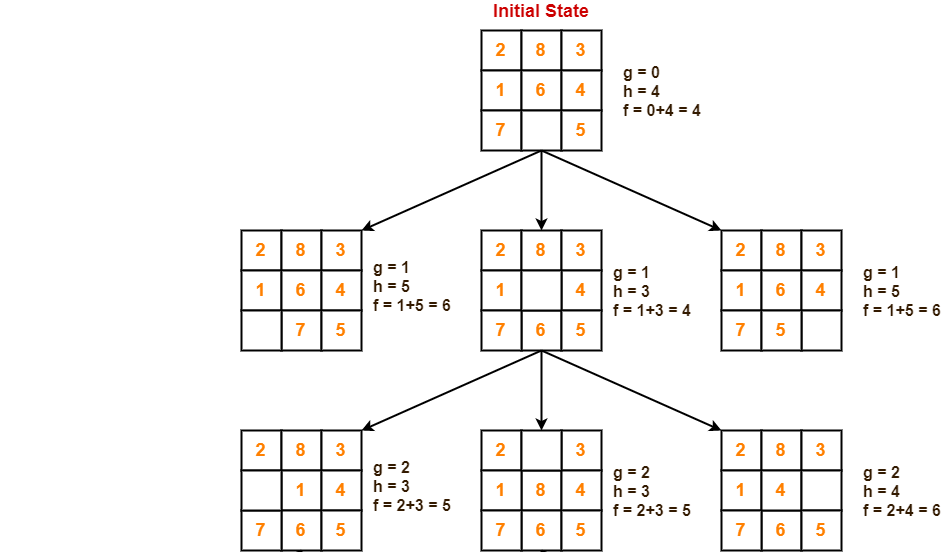 Initial State
2 8 3
1 6 4
7 5
g = 0
h = 4
f = 0+4 = 4
2 8 3
1 6 4
7 5
g = 1
h = 5
f = 1+5 = 6
2 8 3
1 4
7 6 5
g = 1
h = 3
f = 1+3 = 4
2 8 3
1 6 4
7 5
g = 1
h = 5
f = 1+5 = 6
2 8 3
1 4
7 6 5
g = 2
h = 3
f = 2+3 = 5
2 3
1 8 4
7 6 5
g = 2
h = 3
f = 2+3 = 5
2 8 3
1 4
7 6 5
g = 2
h = 4
f = 2+4 = 6